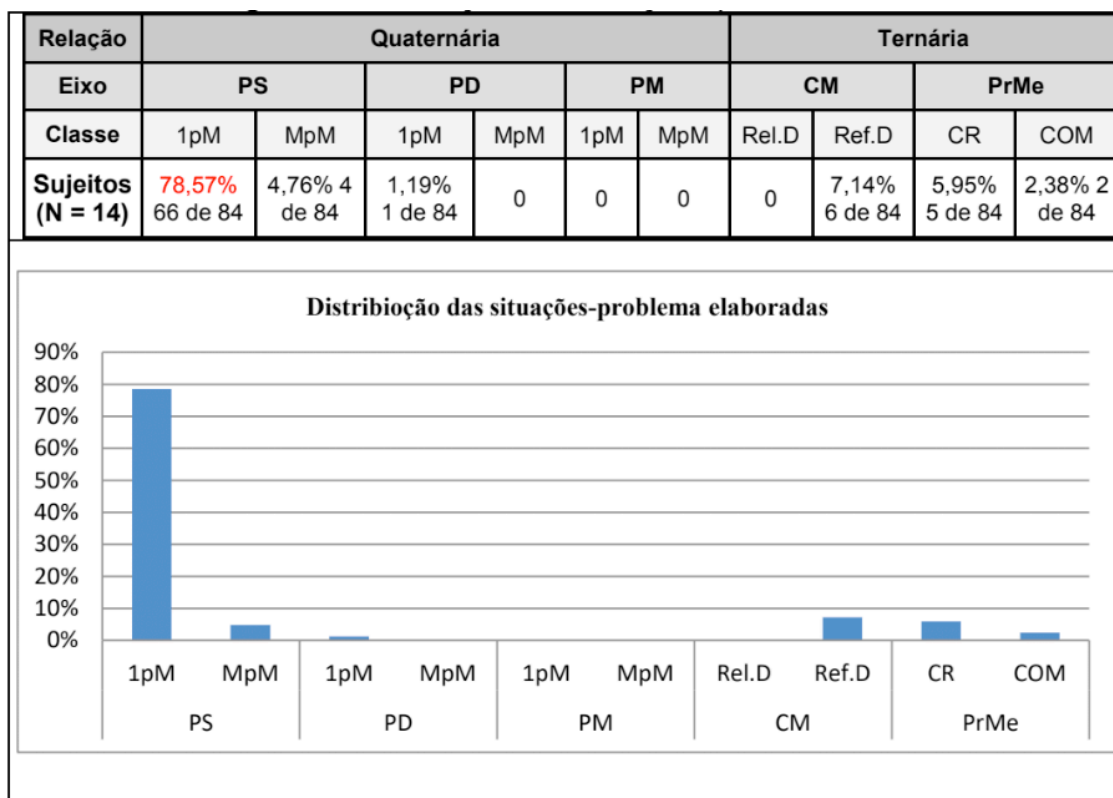 Relação Quaternária Ternária
Eixo PS PD PM CM PrMe
Classe 1pM MpM 1pM MpM 1pM MpM Rel.D Ref.D CR COM
Sujeitos 78,57% 4,76% 4 1,19% 0 0 0 0 7,14% 5,95% 2,38% 2
(N = 14) 66 de 84 de 84 1 de 84 6 de 84 5 de 84 de 84
Distribioção das situações-problema elaboradas
90%
80%
70%
60%
50%
40%
30%
20%
10%
0%
1pM MpM 1pM MpM 1pM MpM Rel.D Ref.D CR COM
PS PD PM CM PrMe